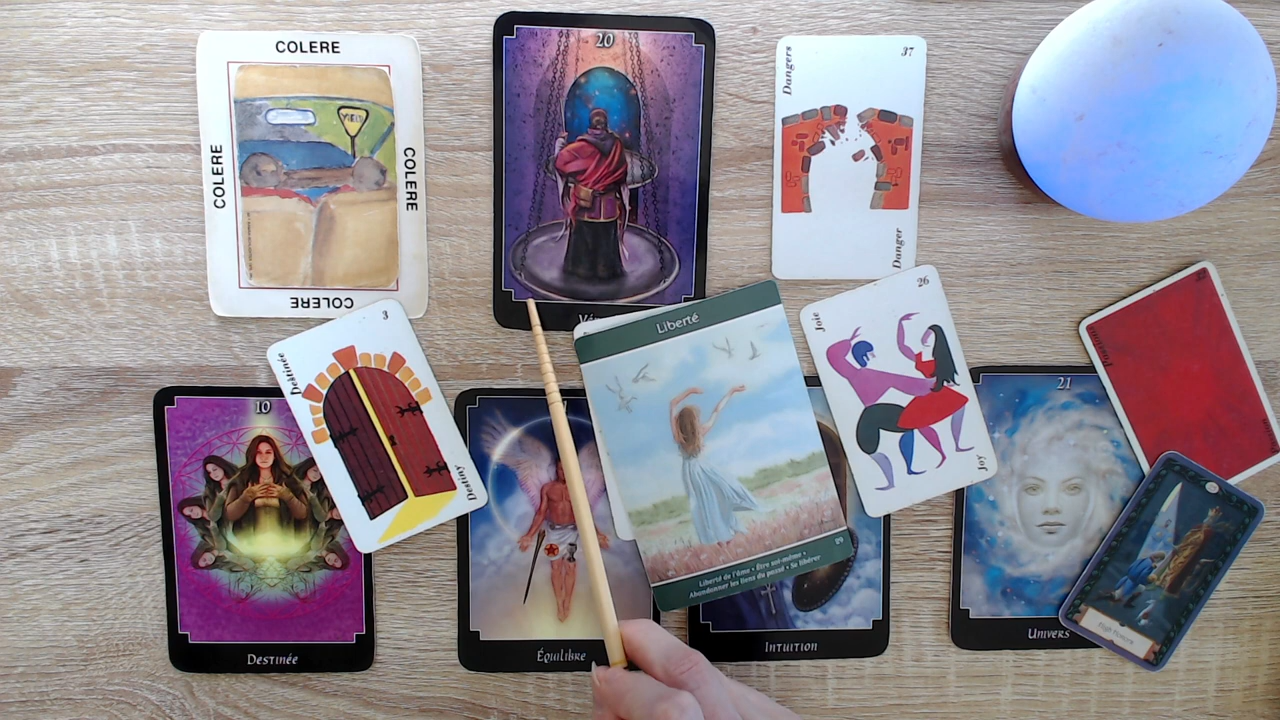 COLERE
COLERE
COLERE
COLERE
YIELD
20
Dangers
37
Danger
Destinée
3
Destiny
Liberté
Liberté de l'âme • Être soi-même •
Abandonner les liens du passé • Se libérer
Joie
26
Joy
10
Destinée
Équilibre
Intuition
21
Univers